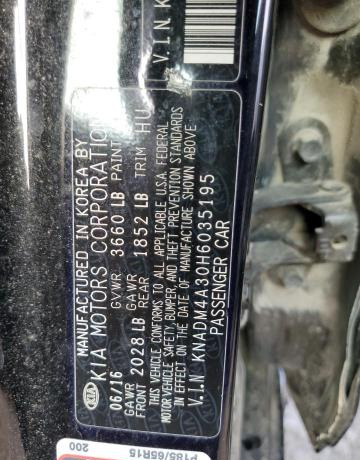 MANUFACTURED IN KOREA BY
KIA MOTORS CORPORATION
06/16 GVWR 3660 LB PAINT
GAWR GAWR
FRONT 2028 LB REAR 1852 LB TRIM HU
THIS VEHICLE CONFORMS TO ALL APPLICABLE U.S.A. FEDERAL
MOTOR VEHICLE SAFETY, BUMPER, AND THEFT PREVENTION STANDARDS
IN EFFECT ON THE DATE OF MANUFACTURE SHOWN ABOVE
V.I.N KNADM4A30H6035195
PASSENGER CAR
V.I.N K
KIA
P185/65R15
200